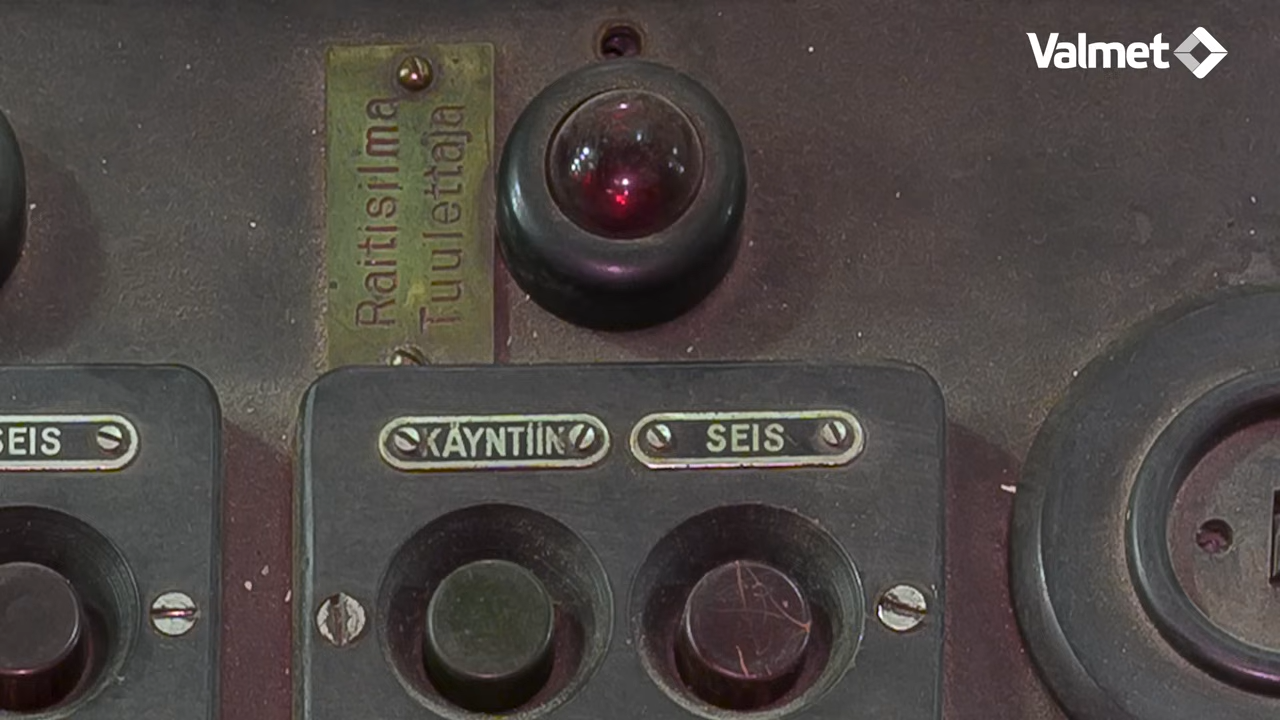 Valmet
Raitisilma
Tuulettaja
SEIS
KÄYNTIIN
SEIS